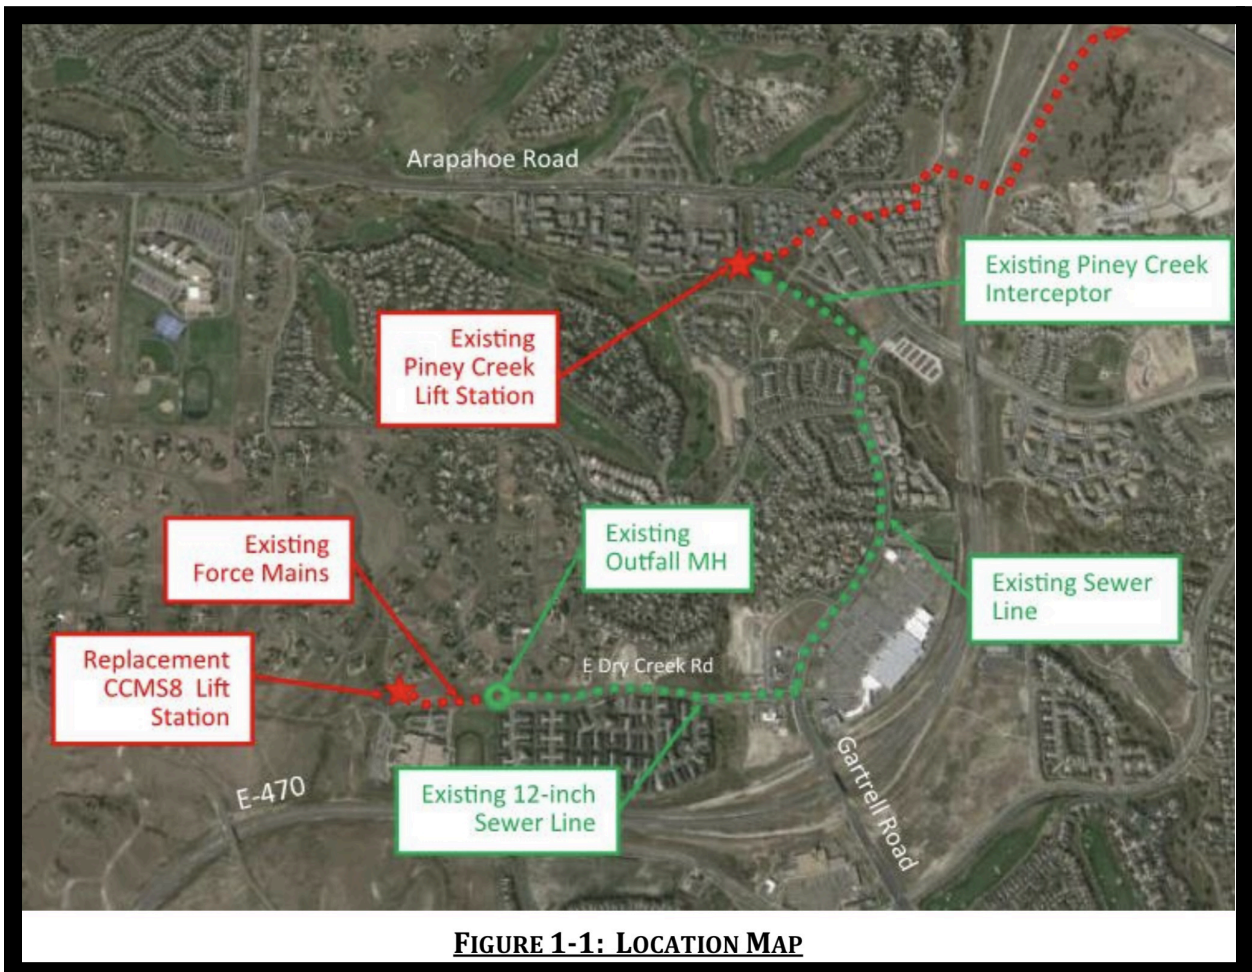 Arapahoe Road
Existing Piney Creek
Interceptor
Existing
Piney Creek
Lift Station
Existing
Force Mains
Existing
Outfall MH
Existing Sewer
Line
Replacement
CCMS8 Lift
Station
E Dry Creek Rd
E-470
Existing 12-inch
Sewer Line
Gartrell Road
FIGURE 1-1: LOCATION MAP